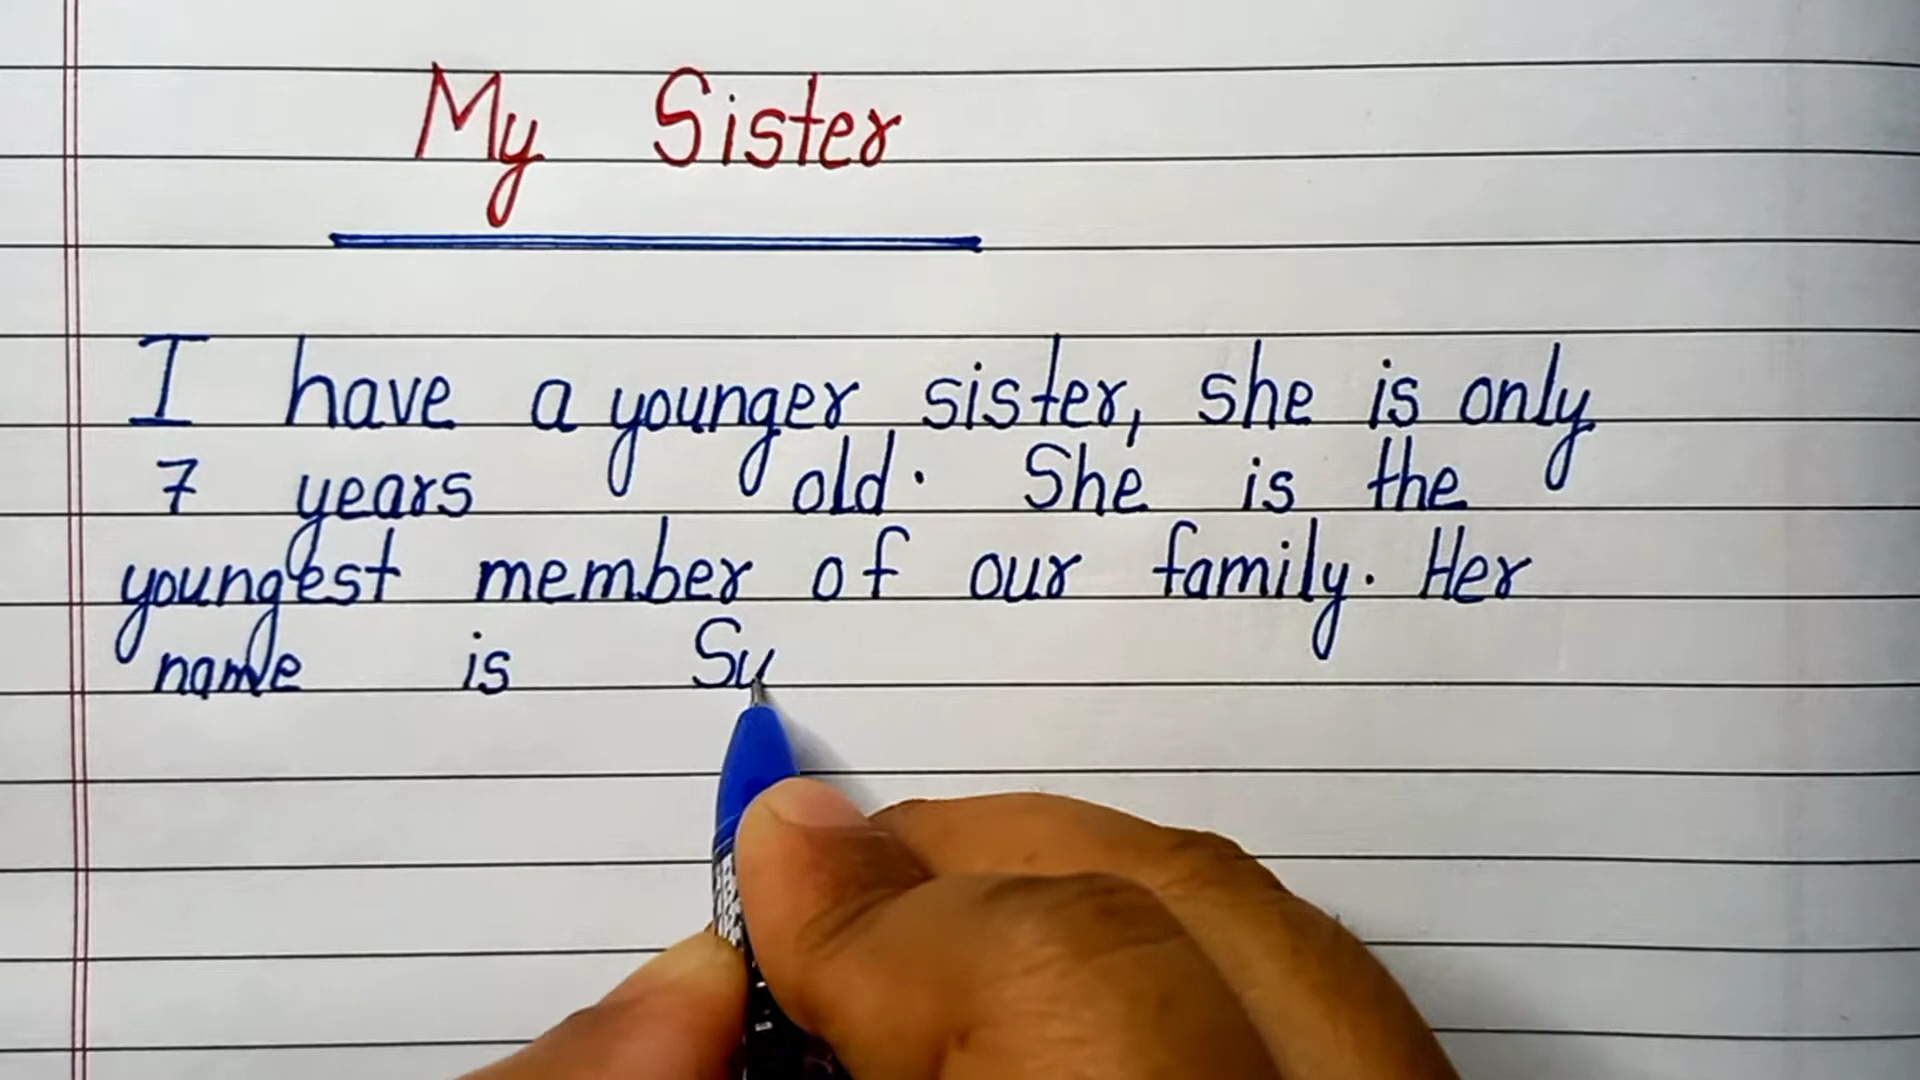 My Sister
I have a younger sister, she is only
7 years old. She is the
youngest member of our family. Her
name is Su